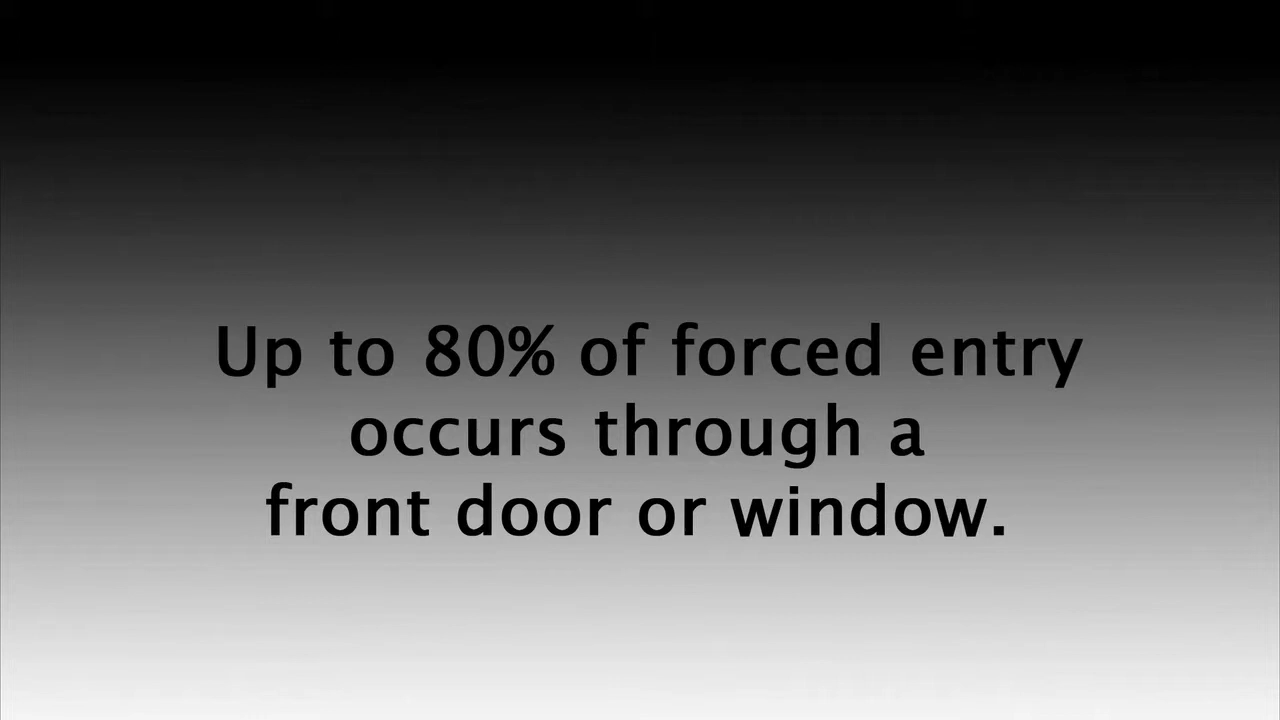 Up to 80% of forced entry
occurs through a
front door or window.